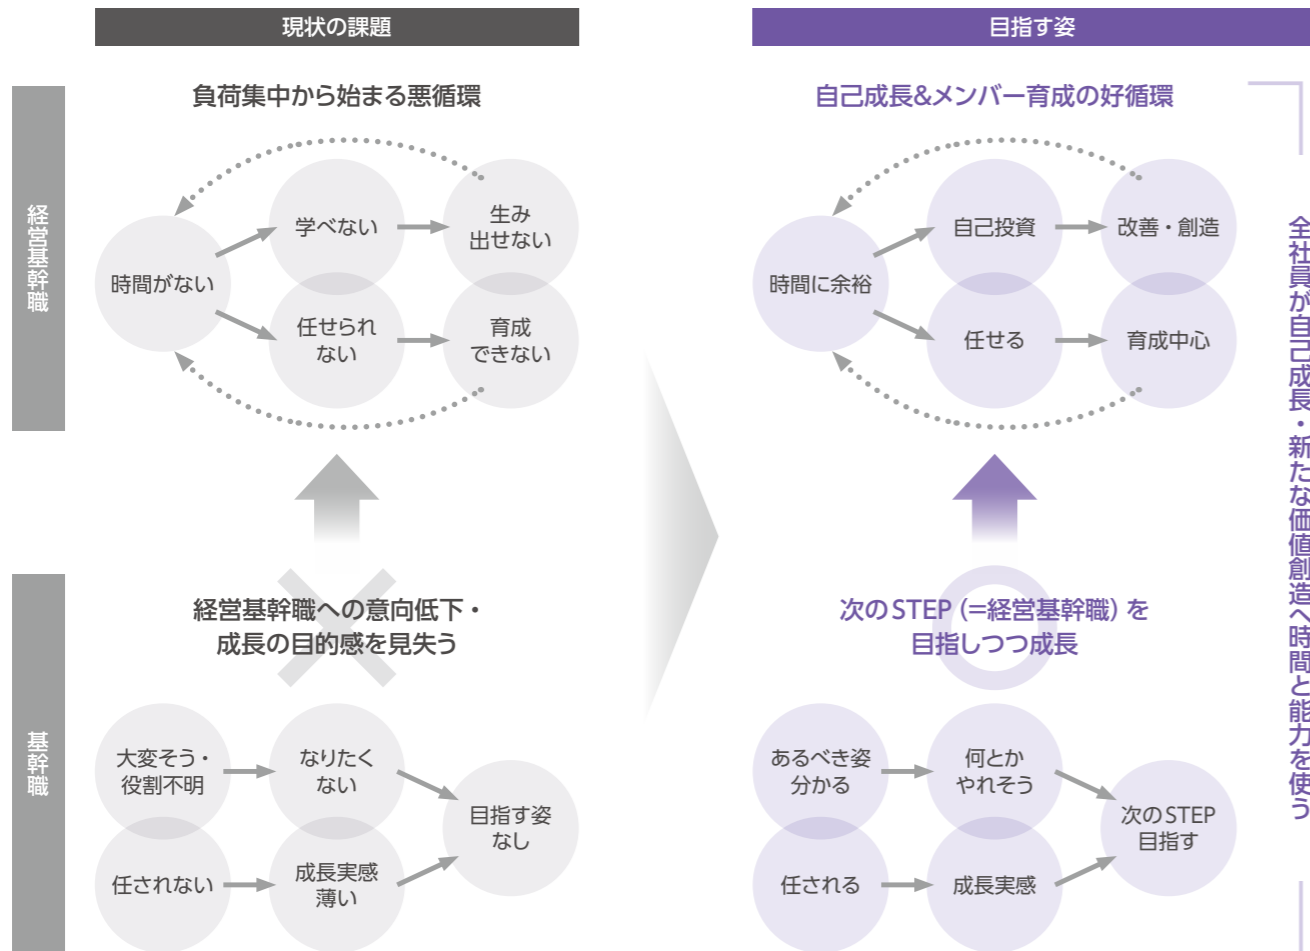 現状の課題
負荷集中から始まる悪循環
経営基幹職
時間がない
学べない
生み
出せない
任せられ
ない
育成
できない
経営基幹職への意向低下・
成長の目的感を見失う
基幹職
大変そう・
役割不明
なりたく
ない
任されない
成長実感
薄い
目指す姿
なし
目指す姿
自己成長&メンバー育成の好循環
時間に余裕
自己投資
改善・創造
任せる
育成中心
次のSTEP（=経営基幹職）を
目指しつつ成長
あるべき姿
分かる
何とか
やれそう
任される
成長実感
次のSTEP
目指す
全社員が自己成長・新たな価値創造へ時間と能力を使う